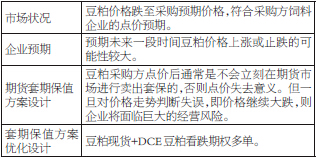 市场状况
豆粕价格跌至采购预期价格，符合采购方饲料
企业的点价预期。
企业预期
预期未来一段时间豆粕价格上涨或止跌的可
能性较大。
期货套期保值
方案设计
豆粕采购方点价后通常是不会立刻在期货市
场进行卖出套保的，否则点价失去意义。但一
旦对价格走势判断失误，即价格继续大跌，则
企业将面临巨大的经营风险。
套期保值方案
优化设计
豆粕现货+DCE豆粕看跌期权多单。